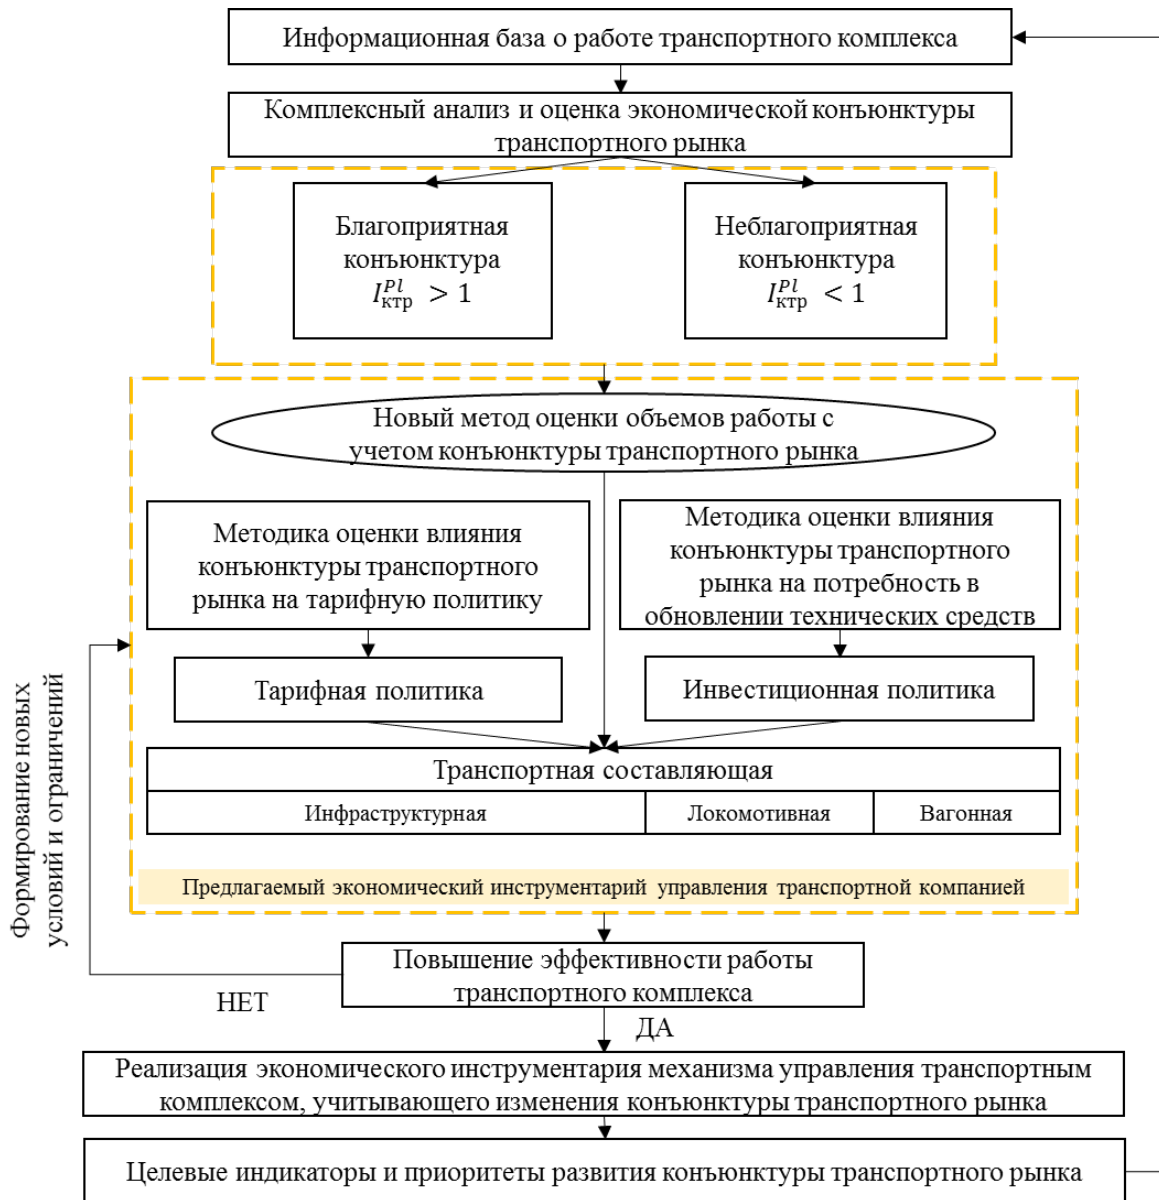 Информационная база о работе транспортного комплекса
Комплексный анализ и оценка экономической конъюнктуры
транспортного рынка
Благоприятная
конъюнктура
I_ктр^Pl > 1
Неблагоприятная
конъюнктура
I_ктр^Pl < 1
Новый метод оценки объемов работы с
учетом конъюнктуры транспортного рынка
Методика оценки влияния
конъюнктуры транспортного
рынка на тарифную политику
Методика оценки влияния
конъюнктуры транспортного
рынка на потребность в
обновлении технических средств
Тарифная политика
Инвестиционная политика
Транспортная составляющая
Инфраструктурная
Локомотивная
Вагонная
Предлагаемый экономический инструментарий управления транспортной компанией
Формирование новых
условий и ограничений
Повышение эффективности работы
транспортного комплекса
НЕТ
ДА
Реализация экономического инструментария механизма управления транспортным
комплексом, учитывающего изменения конъюнктуры транспортного рынка
Целевые индикаторы и приоритеты развития конъюнктуры транспортного рынка